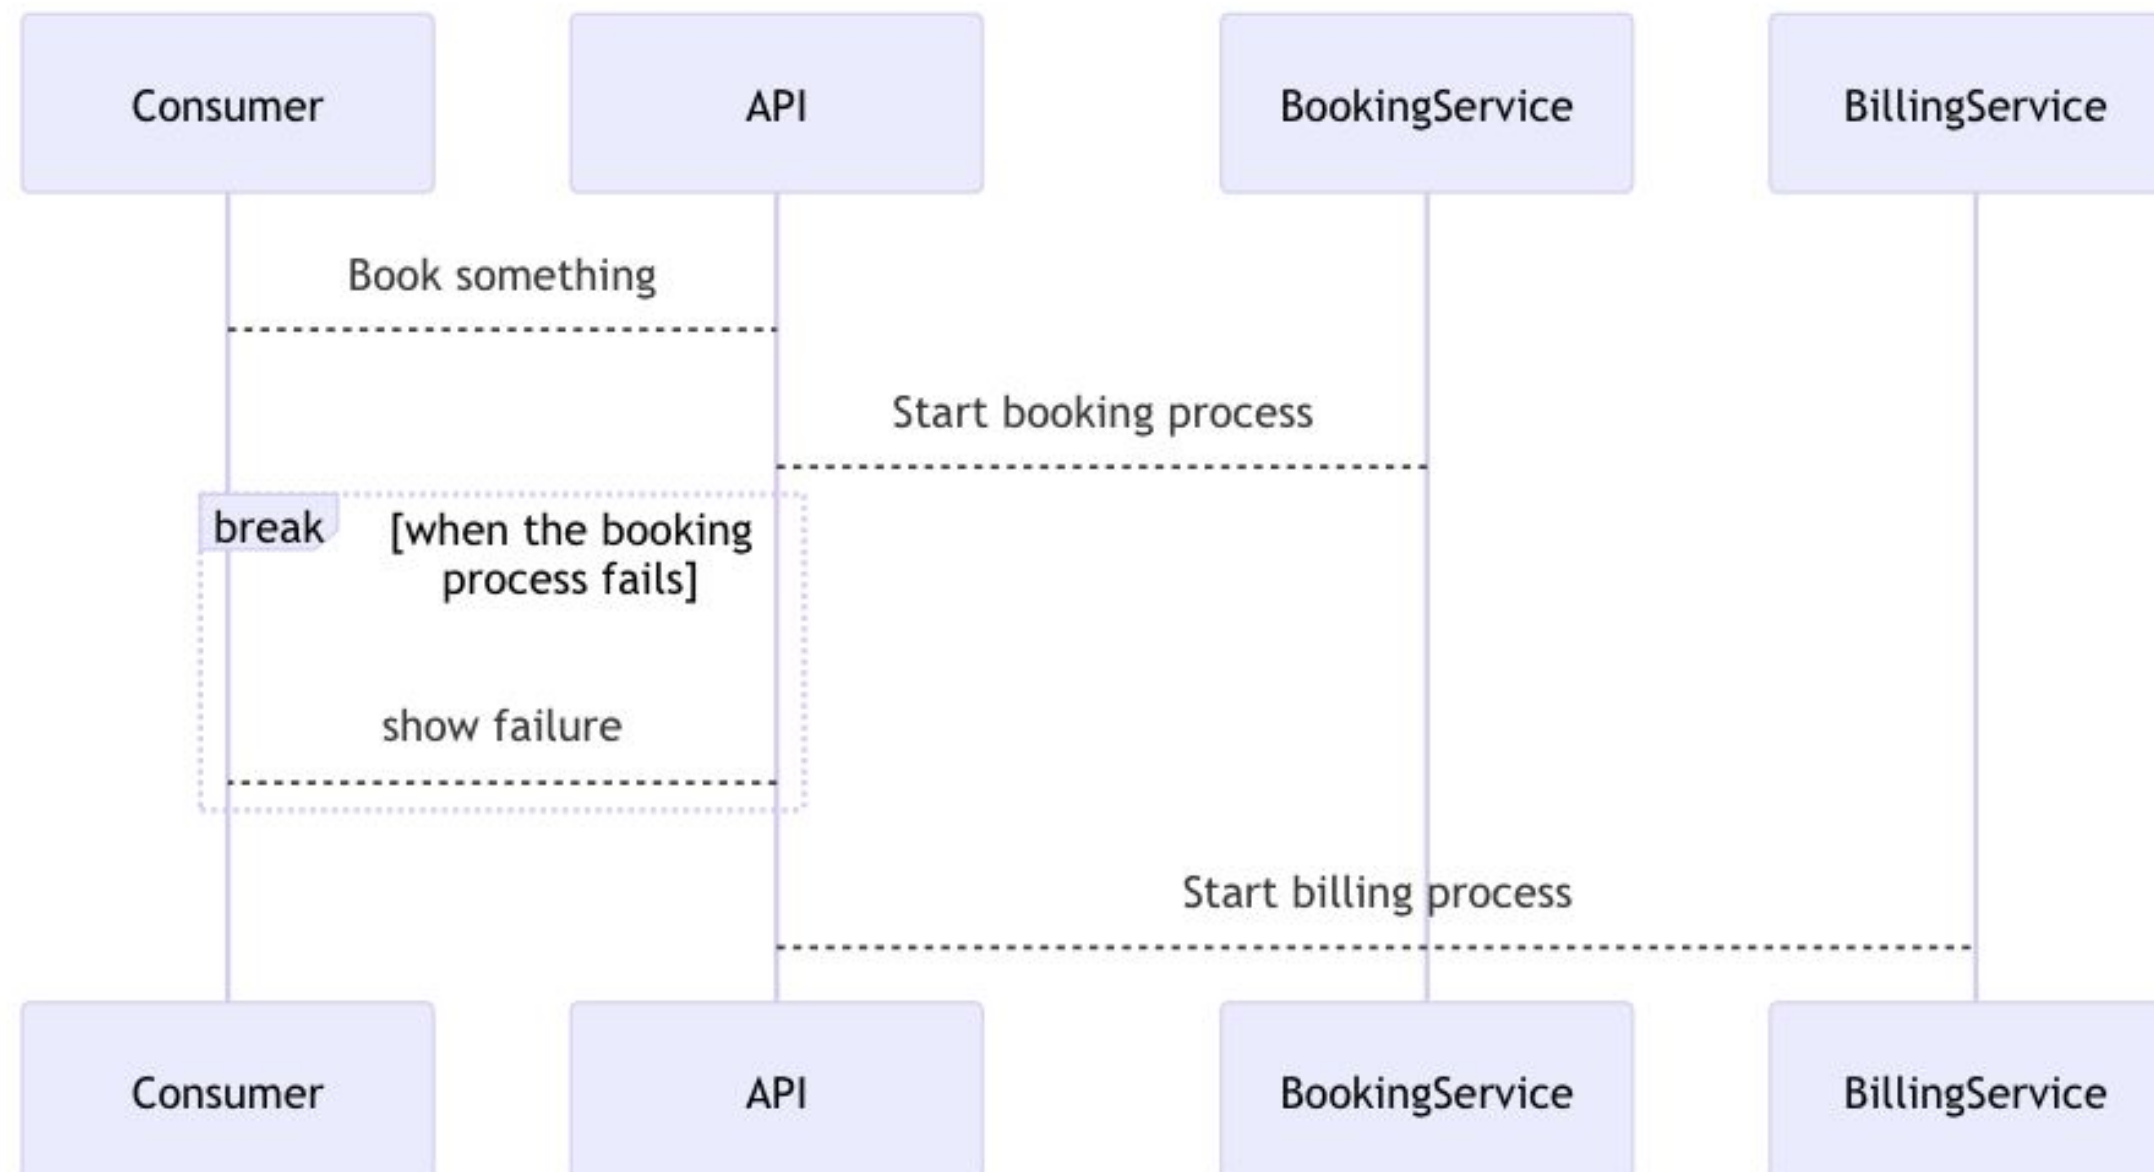 Consumer
API
BookingService
BillingService
Book something
Start booking process
break
[when the booking
process fails]
show failure
Start billing process
Consumer
API
BookingService
BillingService